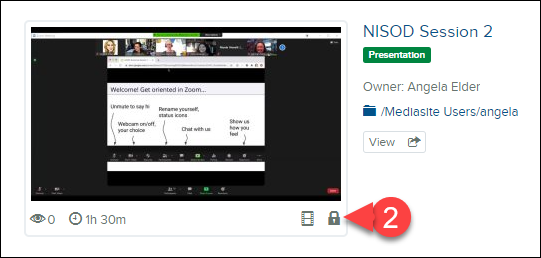 NISOD Session 2
Presentation
Owner: Angela Elder
/Mediasite Users/angela
View
Welcome! Get oriented in Zoom...
Unmute to say hi
Webcam on/off,
your choice
Rename yourself,
status icons
Chat with us
Show us
how you
feel
0
1h 30m
2